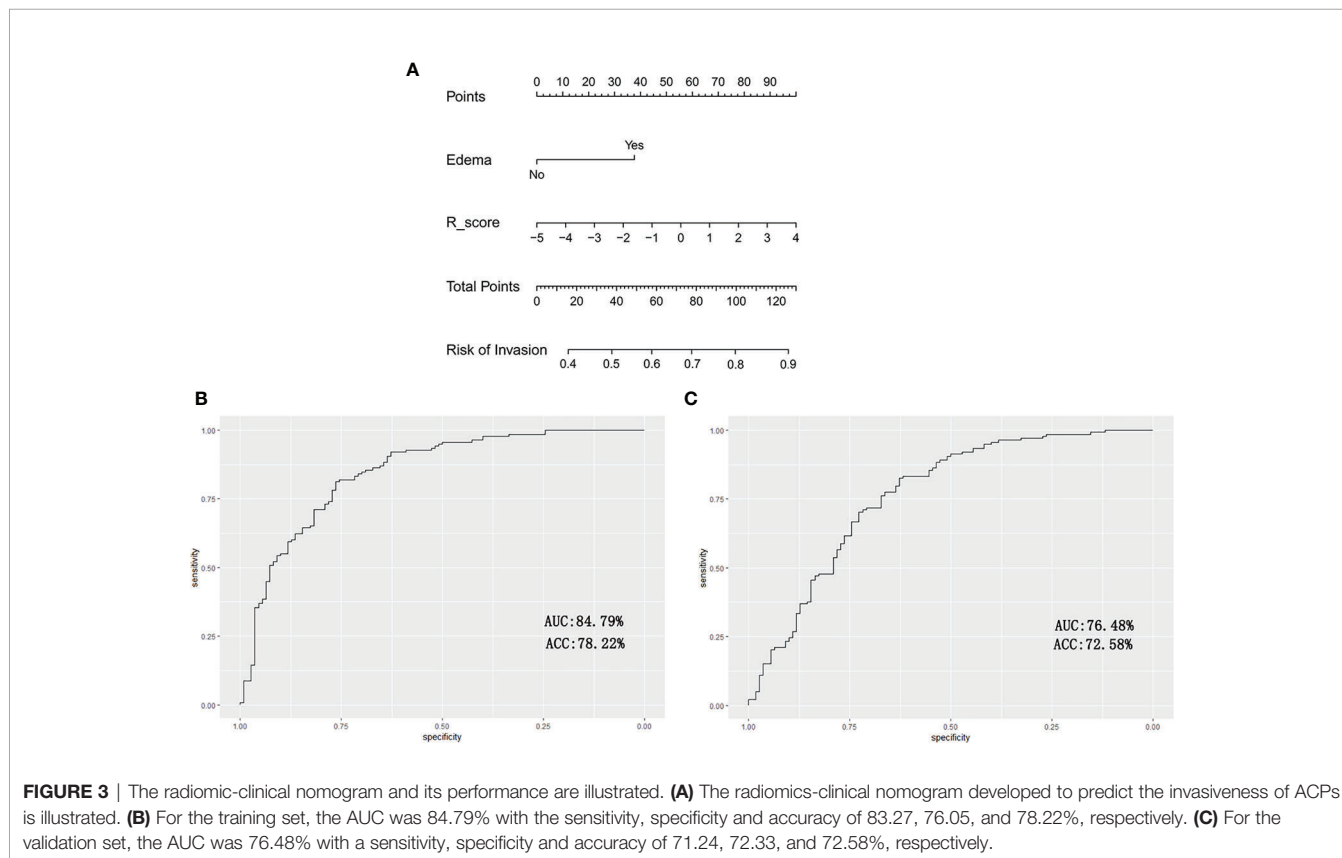 A
0 10 20 30 40 50 60 70 80 90
Points
Yes
Edema
No
R_score
−5 −4 −3 −2 −1 0 1 2 3 4
Total Points
0 20 40 60 80 100 120
Risk of Invasion
0.4 0.5 0.6 0.7 0.8 0.9
B
1.00
0.75
0.50
0.25
0.00
sensitivity
AUC:84.79%
ACC:78.22%
1.00 0.75 0.50 0.25 0.00
specificity
C
1.00
0.75
0.50
0.25
0.00
sensitivity
AUC:76.48%
ACC:72.58%
1.00 0.75 0.50 0.25 0.00
specificity
FIGURE 3 | The radiomic-clinical nomogram and its performance are illustrated. (A) The radiomics-clinical nomogram developed to predict the invasiveness of ACPs
is illustrated. (B) For the training set, the AUC was 84.79% with the sensitivity, specificity and accuracy of 83.27, 76.05, and 78.22%, respectively. (C) For the
validation set, the AUC was 76.48% with a sensitivity, specificity and accuracy of 71.24, 72.33, and 72.58%, respectively.